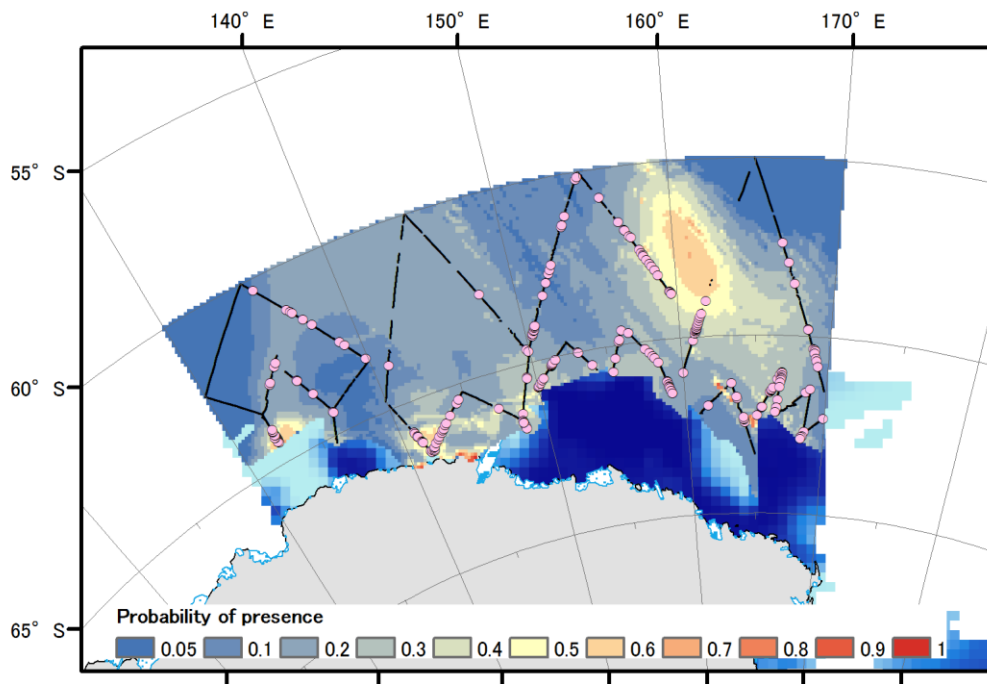 140° E 150° E 160° E 170° E
55° S
60° S
65° S
Probability of presence
0.05 0.1 0.2 0.3 0.4 0.5 0.6 0.7 0.8 0.9 1